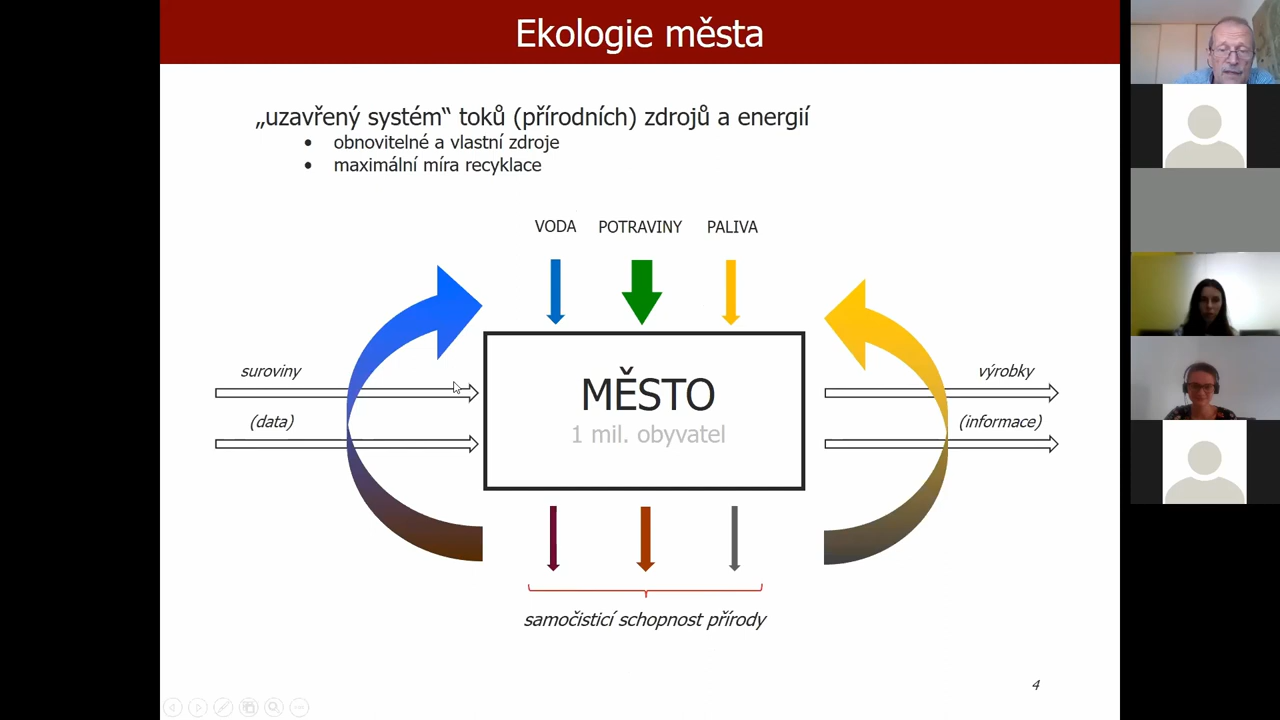 Ekologie města
„uzavřený systém“ toků (přírodních) zdrojů a energií
• obnovitelné a vlastní zdroje
• maximální míra recyklace
VODA POTRAVINY PALIVA
suroviny
(data)
MĚSTO
1 mil. obyvatel
výrobky
(informace)
samočisticí schopnost přírody
4